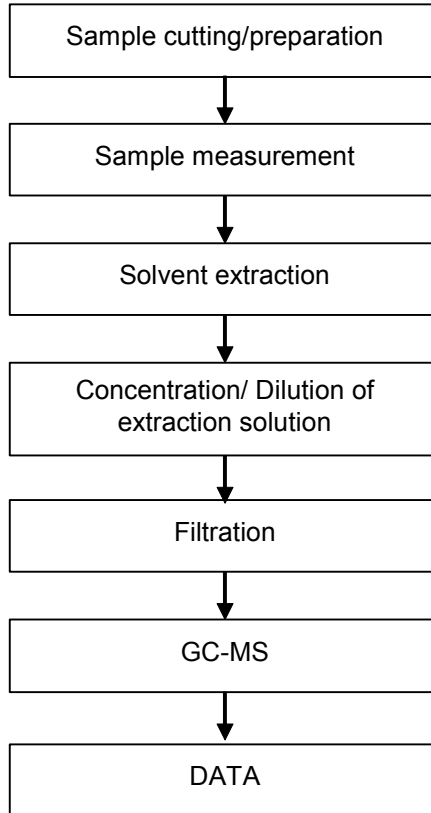 Sample cutting/preparation
Sample measurement
Solvent extraction
Concentration/ Dilution of
extraction solution
Filtration
GC-MS
DATA